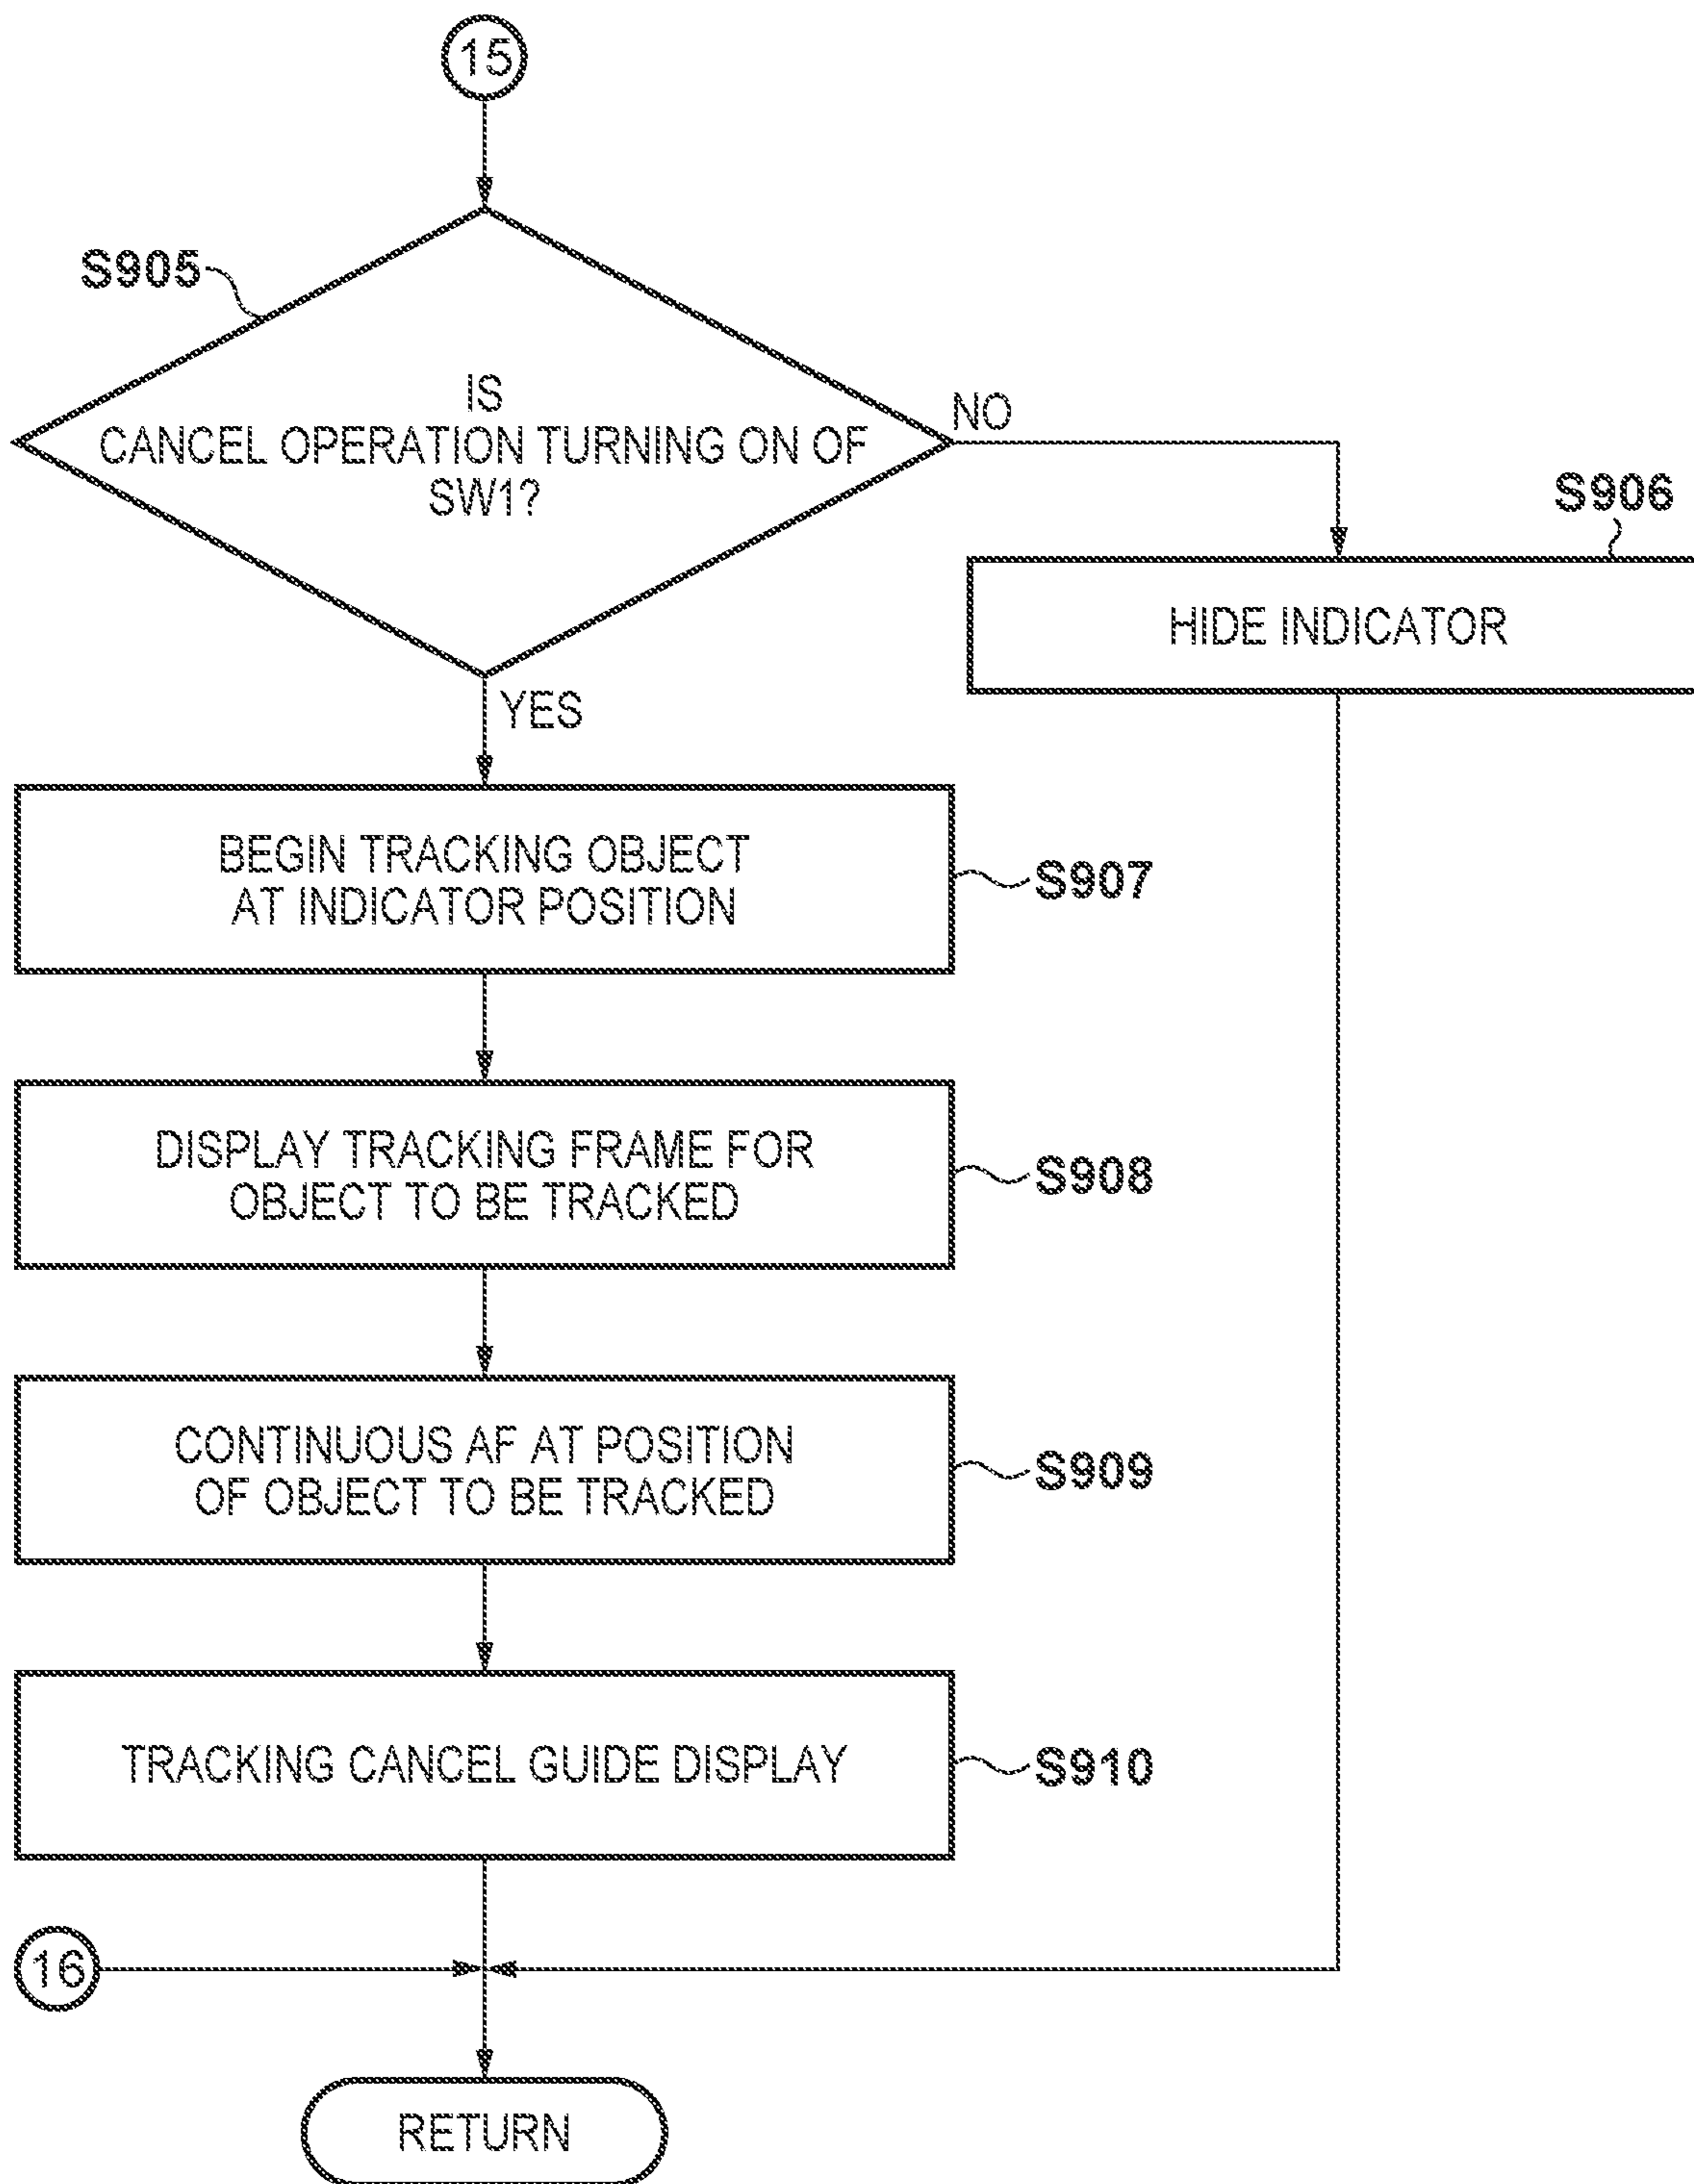 15
S905
IS
CANCEL OPERATION TURNING ON OF
SW1?
NO
S906
HIDE INDICATOR
YES
BEGIN TRACKING OBJECT
AT INDICATOR POSITION
S907
DISPLAY TRACKING FRAME FOR
OBJECT TO BE TRACKED
S908
CONTINUOUS AF AT POSITION
OF OBJECT TO BE TRACKED
S909
TRACKING CANCEL GUIDE DISPLAY
S910
16
RETURN